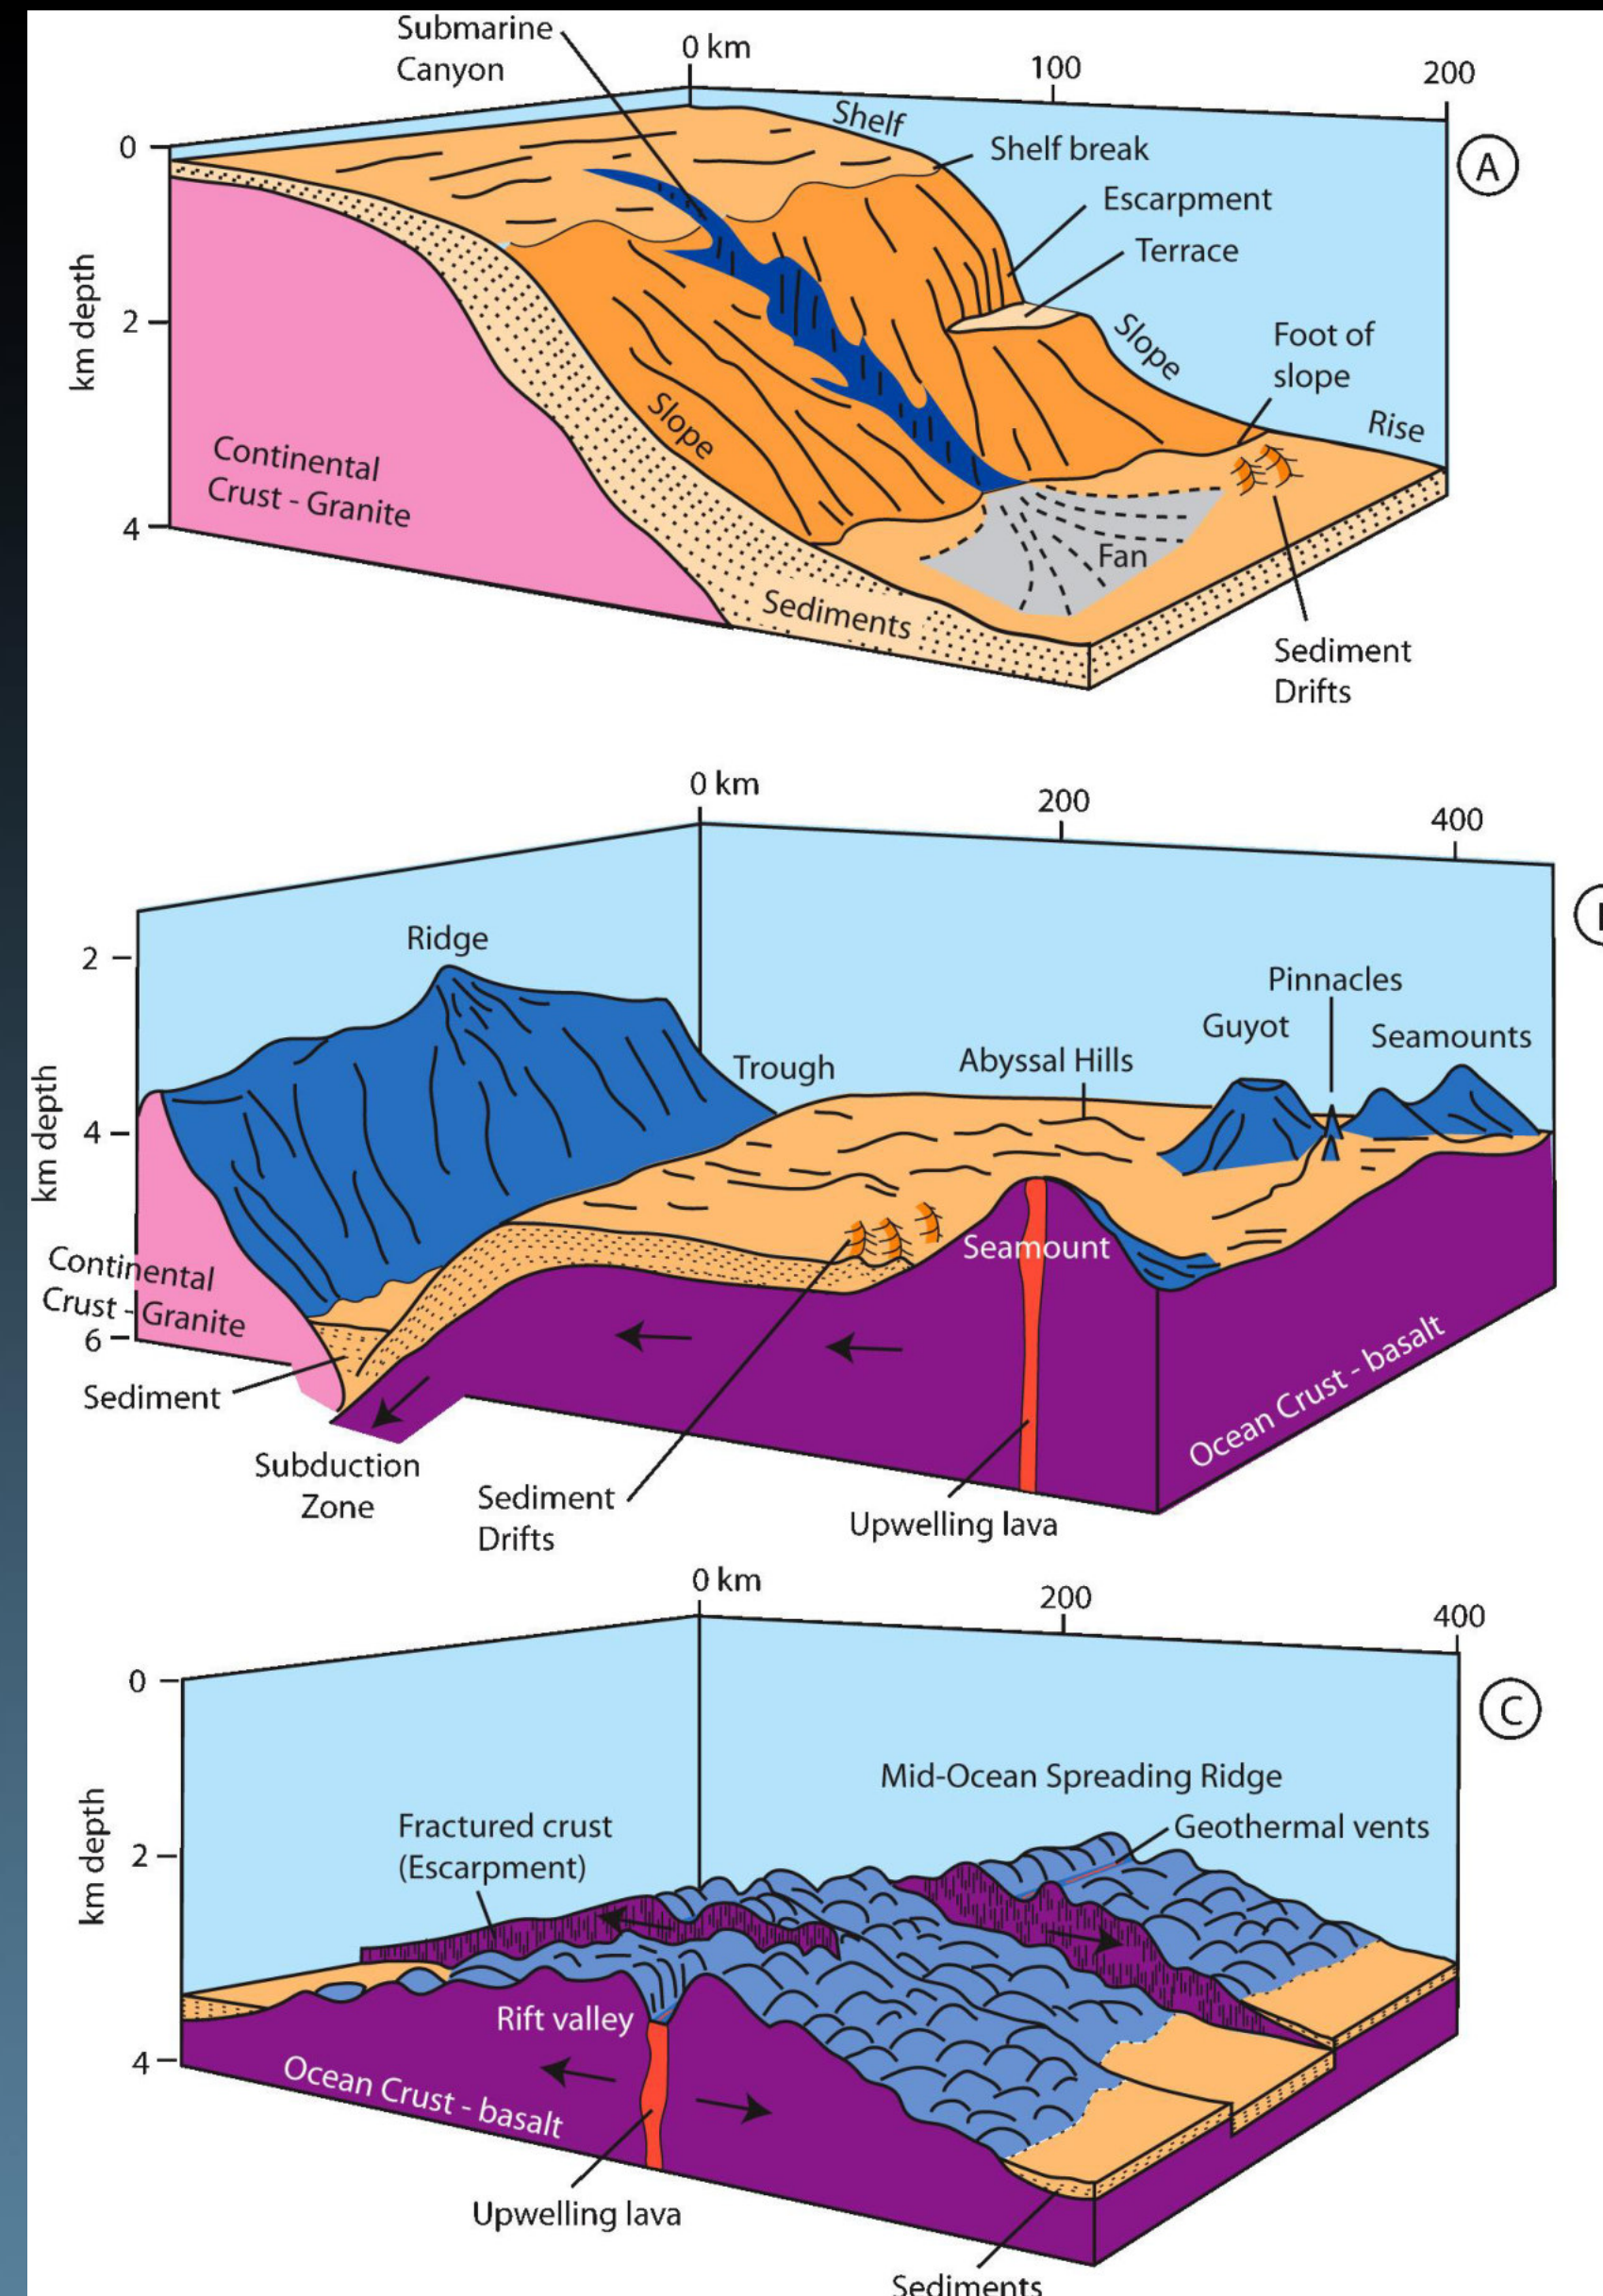 Submarine
Canyon
0 km
100
200
Shelf
Shelf break
A
0
Escarpment
Terrace
km depth
2
Slope
Foot of
slope
Rise
Slope
Continental
Crust - Granite
4
Fan
Sediments
Sediment
Drifts
0 km
200
400
2
Ridge
Pinnacles
Guyot
Seamounts
Trough
Abyssal Hills
km depth
4
Seamount
Continental
Crust - Granite
6
Sediment
Ocean Crust - basalt
Subduction
Zone
Sediment
Drifts
Upwelling lava
0 km
200
400
0
C
Mid-Ocean Spreading Ridge
Fractured crust
(Escarpment)
Geothermal vents
km depth
2
Rift valley
4
Ocean Crust - basalt
Upwelling lava
Sediments